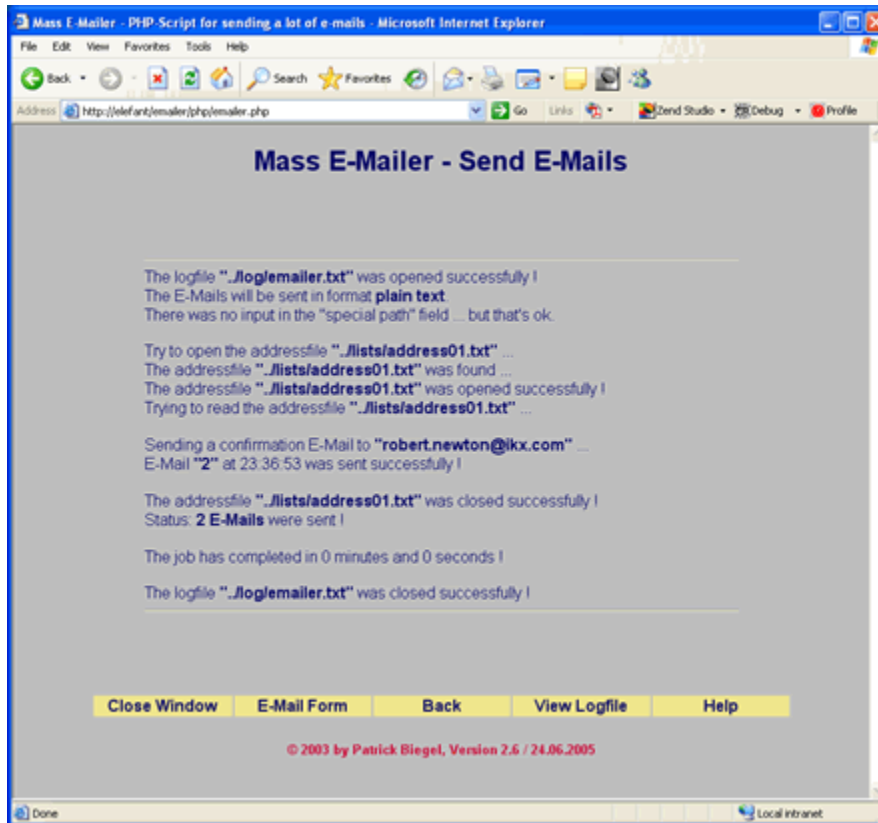 Mass E-Mailer - PHP-Script for sending a lot of e-mails - Microsoft Internet Explorer
File Edit View Favorites Tools Help
Back Search Favorites
Address http://elefant/emailer/php/emailer.php Go Links Zend Studio Debug Profile
Mass E-Mailer - Send E-Mails
The logfile "../log/emailer.txt" was opened successfully !
The E-Mails will be sent in format plain text.
There was no input in the "special path" field ... but that's ok.
Try to open the addressfile "../lists/address01.txt" ...
The addressfile "../lists/address01.txt" was found ...
The addressfile "../lists/address01.txt" was opened successfully !
Trying to read the addressfile "../lists/address01.txt" ...
Sending a confirmation E-Mail to "robert.newton@ikx.com" ...
E-Mail "2" at 23:36:53 was sent successfully !
The addressfile "../lists/address01.txt" was closed successfully !
Status: 2 E-Mails were sent !
The job has completed in 0 minutes and 0 seconds !
The logfile "../log/emailer.txt" was closed successfully !
Close Window E-Mail Form Back View Logfile Help
© 2003 by Patrick Biegel, Version 2.6 / 24.06.2005
Done Local intranet